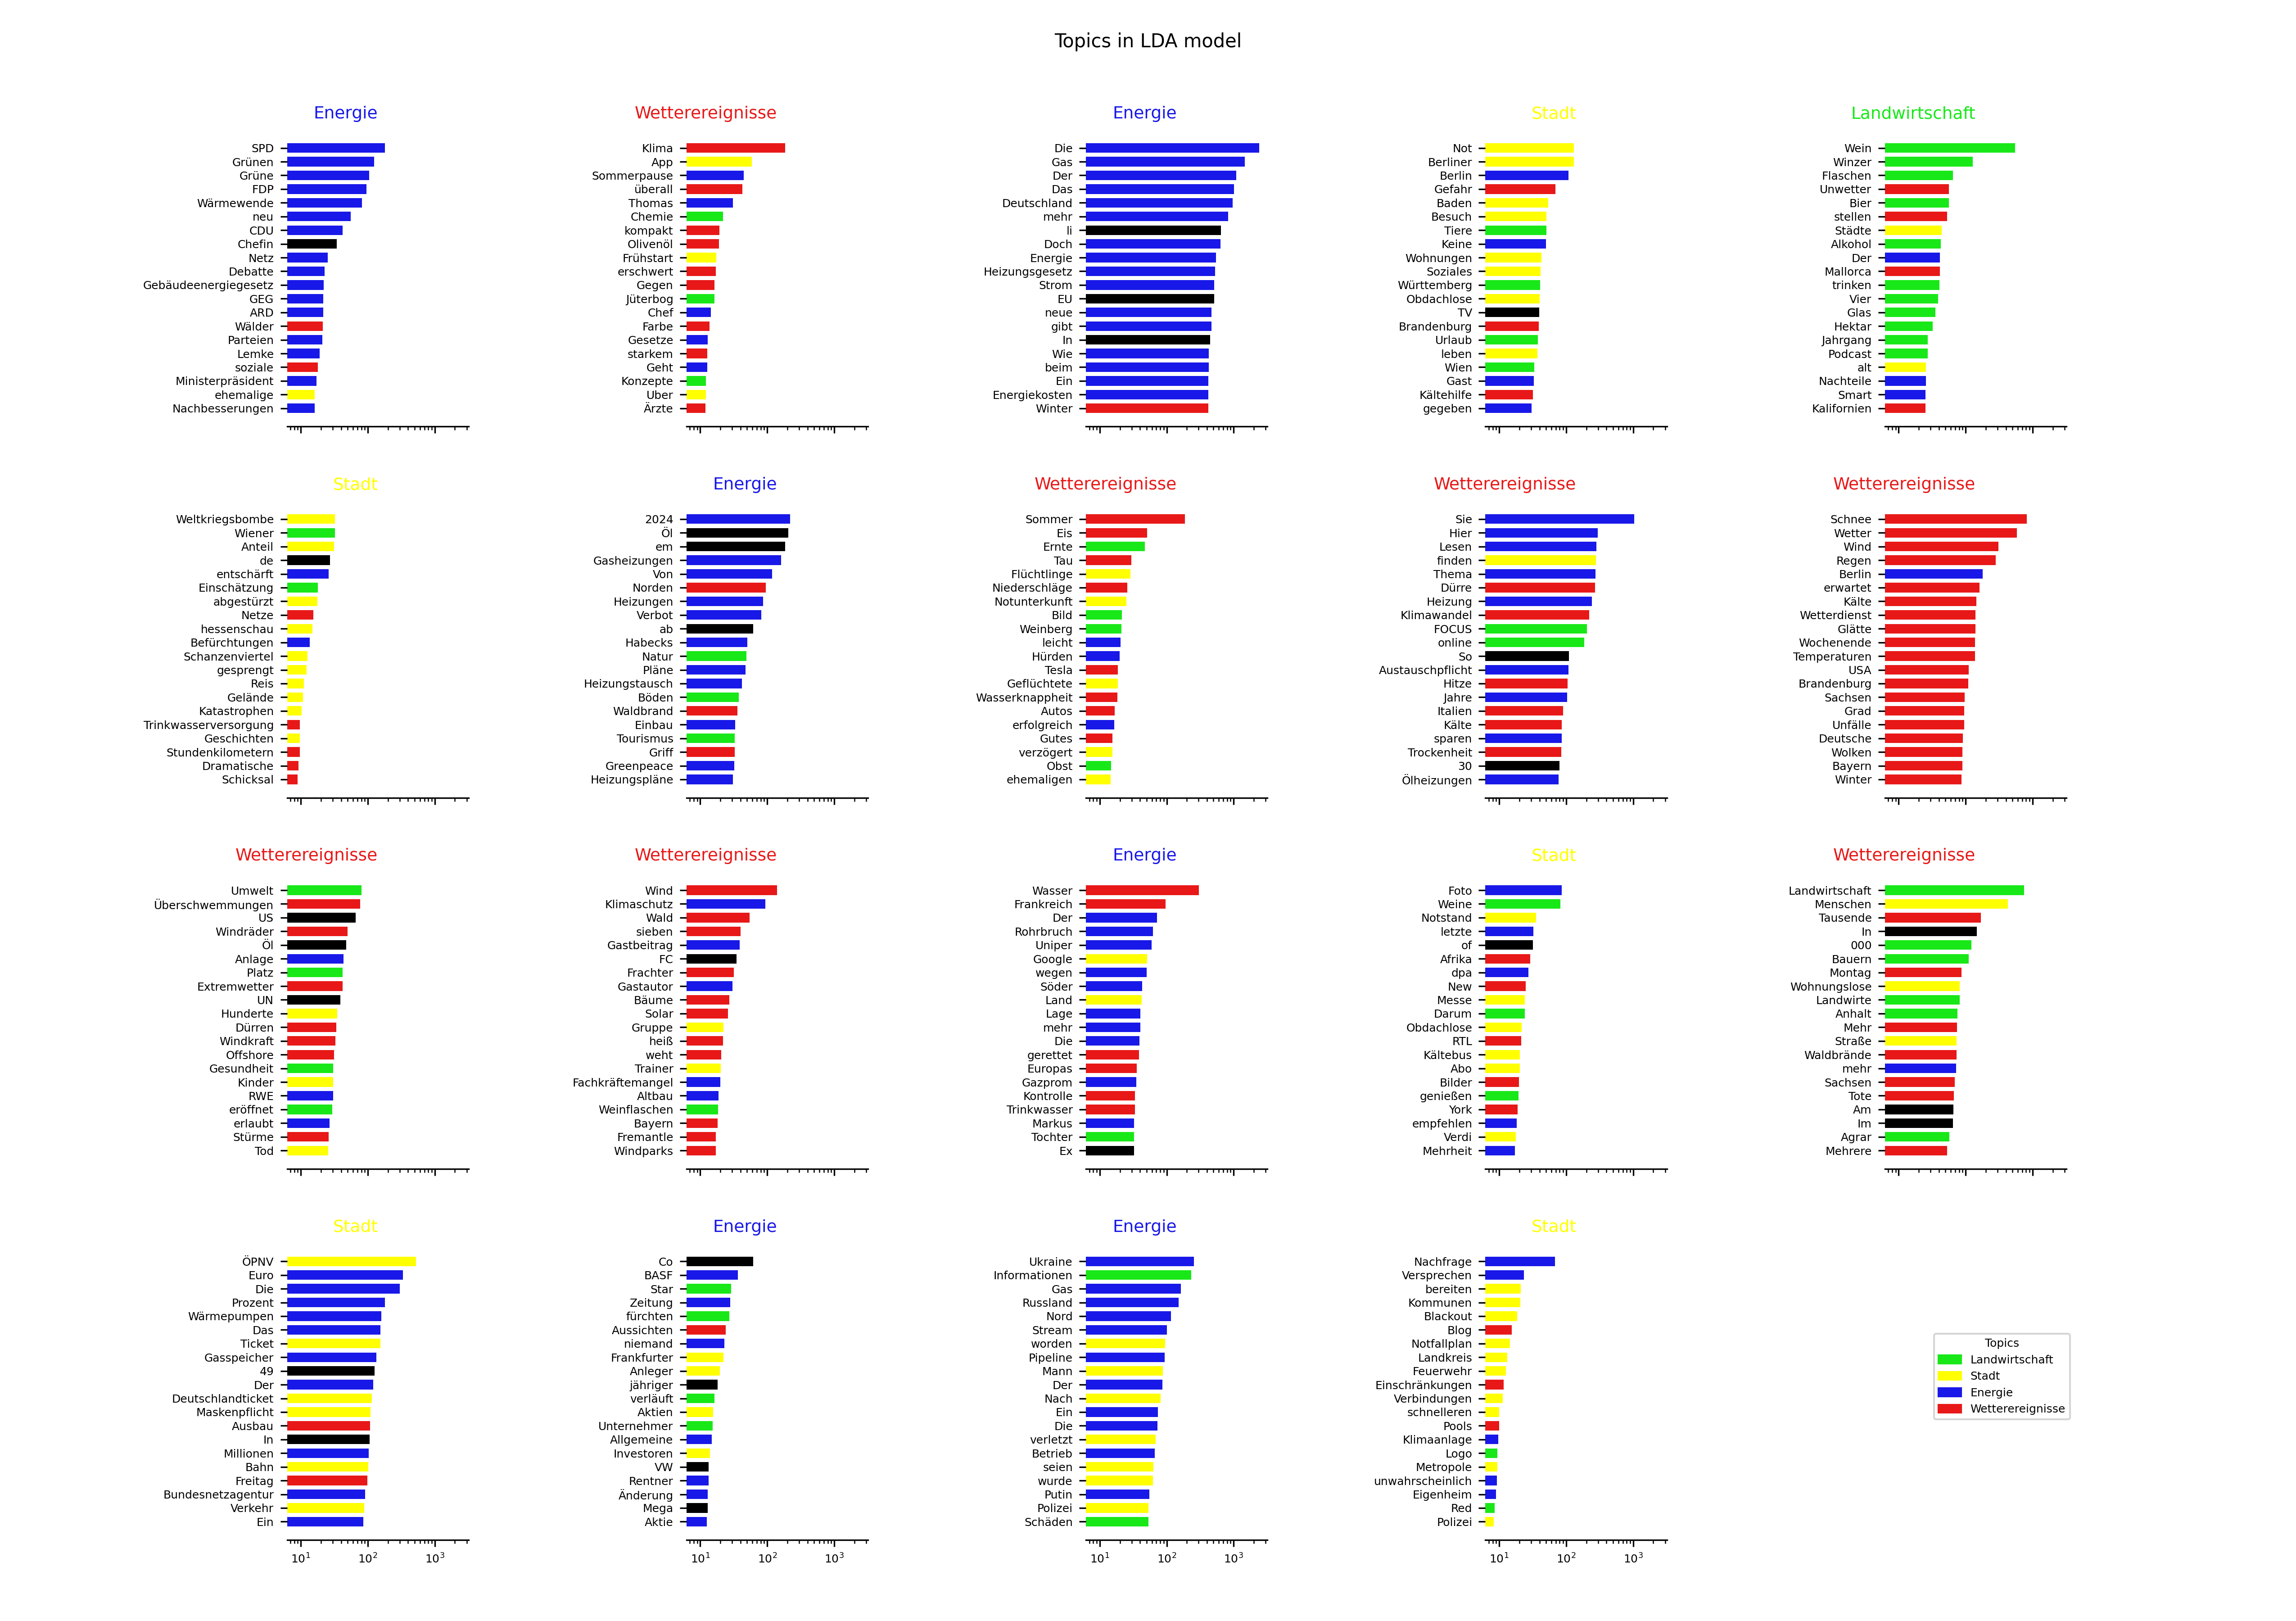 Topics in LDA model
Energie
SPD
Grünen
Grüne
FDP
Wärmewende
neu
CDU
Chefin
Netz
Debatte
Gebäudeenergiegesetz
GEG
ARD
Wälder
Parteien
Lemke
soziale
Ministerpräsident
ehemalige
Nachbesserungen
Wetterereignisse
Klima
App
Sommerpause
überall
Thomas
Chemie
kompakt
Olivenöl
Frühstart
erschwert
Gegen
Jüterbog
Chef
Farbe
Gesetze
starkem
Geht
Konzepte
Uber
Ärzte
Energie
Die
Gas
Der
Das
Deutschland
mehr
li
Doch
Energie
Heizungsgesetz
Strom
EU
neue
gibt
In
Wie
beim
Ein
Energiekosten
Winter
Stadt
Not
Berliner
Berlin
Gefahr
Baden
Besuch
Tiere
Keine
Wohnungen
Soziales
Württemberg
Obdachlose
TV
Brandenburg
Urlaub
leben
Wien
Gast
Kältehilfe
gegeben
Landwirtschaft
Wein
Winzer
Flaschen
Unwetter
Bier
stellen
Städte
Alkohol
Der
Mallorca
trinken
Vier
Glas
Hektar
Jahrgang
Podcast
alt
Nachteile
Smart
Kalifornien
Stadt
Weltkriegsbombe
Wiener
Anteil
de
entschärft
Einschätzung
abgestürzt
Netze
hessenschau
Befürchtungen
Schanzenviertel
gesprengt
Reis
Gelände
Katastrophen
Trinkwasserversorgung
Geschichten
Stundenkilometern
Dramatische
Schicksal
Energie
2024
Öl
em
Gasheizungen
Von
Norden
Heizungen
Verbot
ab
Habecks
Natur
Pläne
Heizungstausch
Böden
Waldbrand
Einbau
Tourismus
Griff
Greenpeace
Heizungspläne
Wetterereignisse
Sommer
Eis
Ernte
Tau
Flüchtlinge
Niederschläge
Notunterkunft
Bild
Weinberg
leicht
Hürden
Tesla
Geflüchtete
Wasserknappheit
Autos
erfolgreich
Gutes
verzögert
Obst
ehemaligen
Wetterereignisse
Sie
Hier
Lesen
finden
Thema
Dürre
Heizung
Klimawandel
FOCUS
online
So
Austauschpflicht
Hitze
Jahre
Italien
Kälte
sparen
Trockenheit
30
Ölheizungen
Wetterereignisse
Schnee
Wetter
Wind
Regen
Berlin
erwartet
Kälte
Wetterdienst
Glätte
Wochenende
Temperaturen
USA
Brandenburg
Sachsen
Grad
Unfälle
Deutsche
Wolken
Bayern
Winter
Wetterereignisse
Umwelt
Überschwemmungen
US
Windräder
Öl
Anlage
Platz
Extremwetter
UN
Hunderte
Dürren
Windkraft
Offshore
Gesundheit
Kinder
RWE
eröffnet
erlaubt
Stürme
Tod
Wetterereignisse
Wind
Klimaschutz
Wald
sieben
Gastbeitrag
FC
Frachter
Gastautor
Bäume
Solar
Gruppe
heiß
weht
Trainer
Fachkräftemangel
Altbau
Weinflaschen
Bayern
Fremantle
Windparks
Energie
Wasser
Frankreich
Der
Rohrbruch
Uniper
Google
wegen
Söder
Land
Lage
mehr
Die
gerettet
Europas
Gazprom
Kontrolle
Trinkwasser
Markus
Tochter
Ex
Stadt
Foto
Weine
Notstand
letzte
of
Afrika
dpa
New
Messe
Darum
Obdachlose
RTL
Kältebus
Abo
Bilder
genießen
York
empfehlen
Verdi
Mehrheit
Wetterereignisse
Landwirtschaft
Menschen
Tausende
In
000
Bauern
Montag
Wohnungslose
Landwirte
Anhalt
Mehr
Straße
Waldbrände
mehr
Sachsen
Tote
Am
Im
Agrar
Mehrere
Stadt
ÖPNV
Euro
Die
Prozent
Wärmepumpen
Das
Ticket
Gasspeicher
49
Der
Deutschlandticket
Maskenpflicht
Ausbau
In
Millionen
Bahn
Freitag
Bundesnetzagentur
Verkehr
Ein
10¹ 10² 10³
Energie
Co
BASF
Star
Zeitung
fürchten
Aussichten
niemand
Frankfurter
Anleger
jähriger
verläuft
Aktien
Unternehmer
Allgemeine
Investoren
VW
Rentner
Änderung
Mega
Aktie
10¹ 10² 10³
Energie
Ukraine
Informationen
Gas
Russland
Nord
Stream
worden
Pipeline
Mann
Der
Nach
Ein
Die
verletzt
Betrieb
seien
wurde
Putin
Polizei
Schäden
10¹ 10² 10³
Stadt
Nachfrage
Versprechen
bereiten
Kommunen
Blackout
Blog
Notfallplan
Landkreis
Feuerwehr
Einschränkungen
Verbindungen
schnelleren
Pools
Klimaanlage
Logo
Metropole
unwahrscheinlich
Eigenheim
Red
Polizei
10¹ 10² 10³
Topics
Landwirtschaft
Stadt
Energie
Wetterereignisse